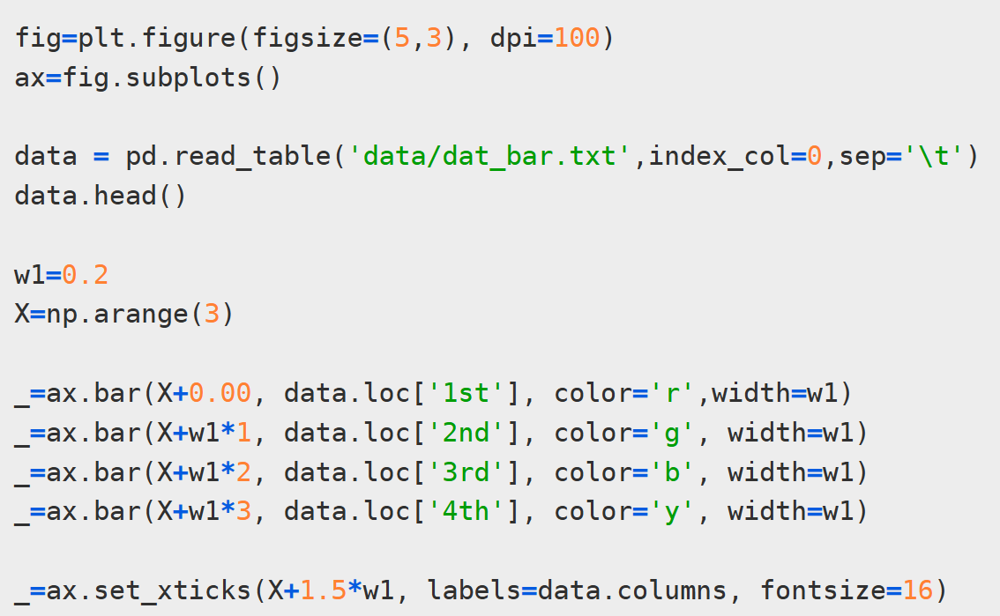 fig=plt.figure(figsize=(5,3), dpi=100)
ax=fig.subplots()
data = pd.read_table('data/dat_bar.txt',index_col=0,sep='\t')
data.head()
w1=0.2
X=np.arange(3)
_=ax.bar(X+0.00, data.loc['1st'], color='r',width=w1)
_=ax.bar(X+w1*1, data.loc['2nd'], color='g', width=w1)
_=ax.bar(X+w1*2, data.loc['3rd'], color='b', width=w1)
_=ax.bar(X+w1*3, data.loc['4th'], color='y', width=w1)
_=ax.set_xticks(X+1.5*w1, labels=data.columns, fontsize=16)